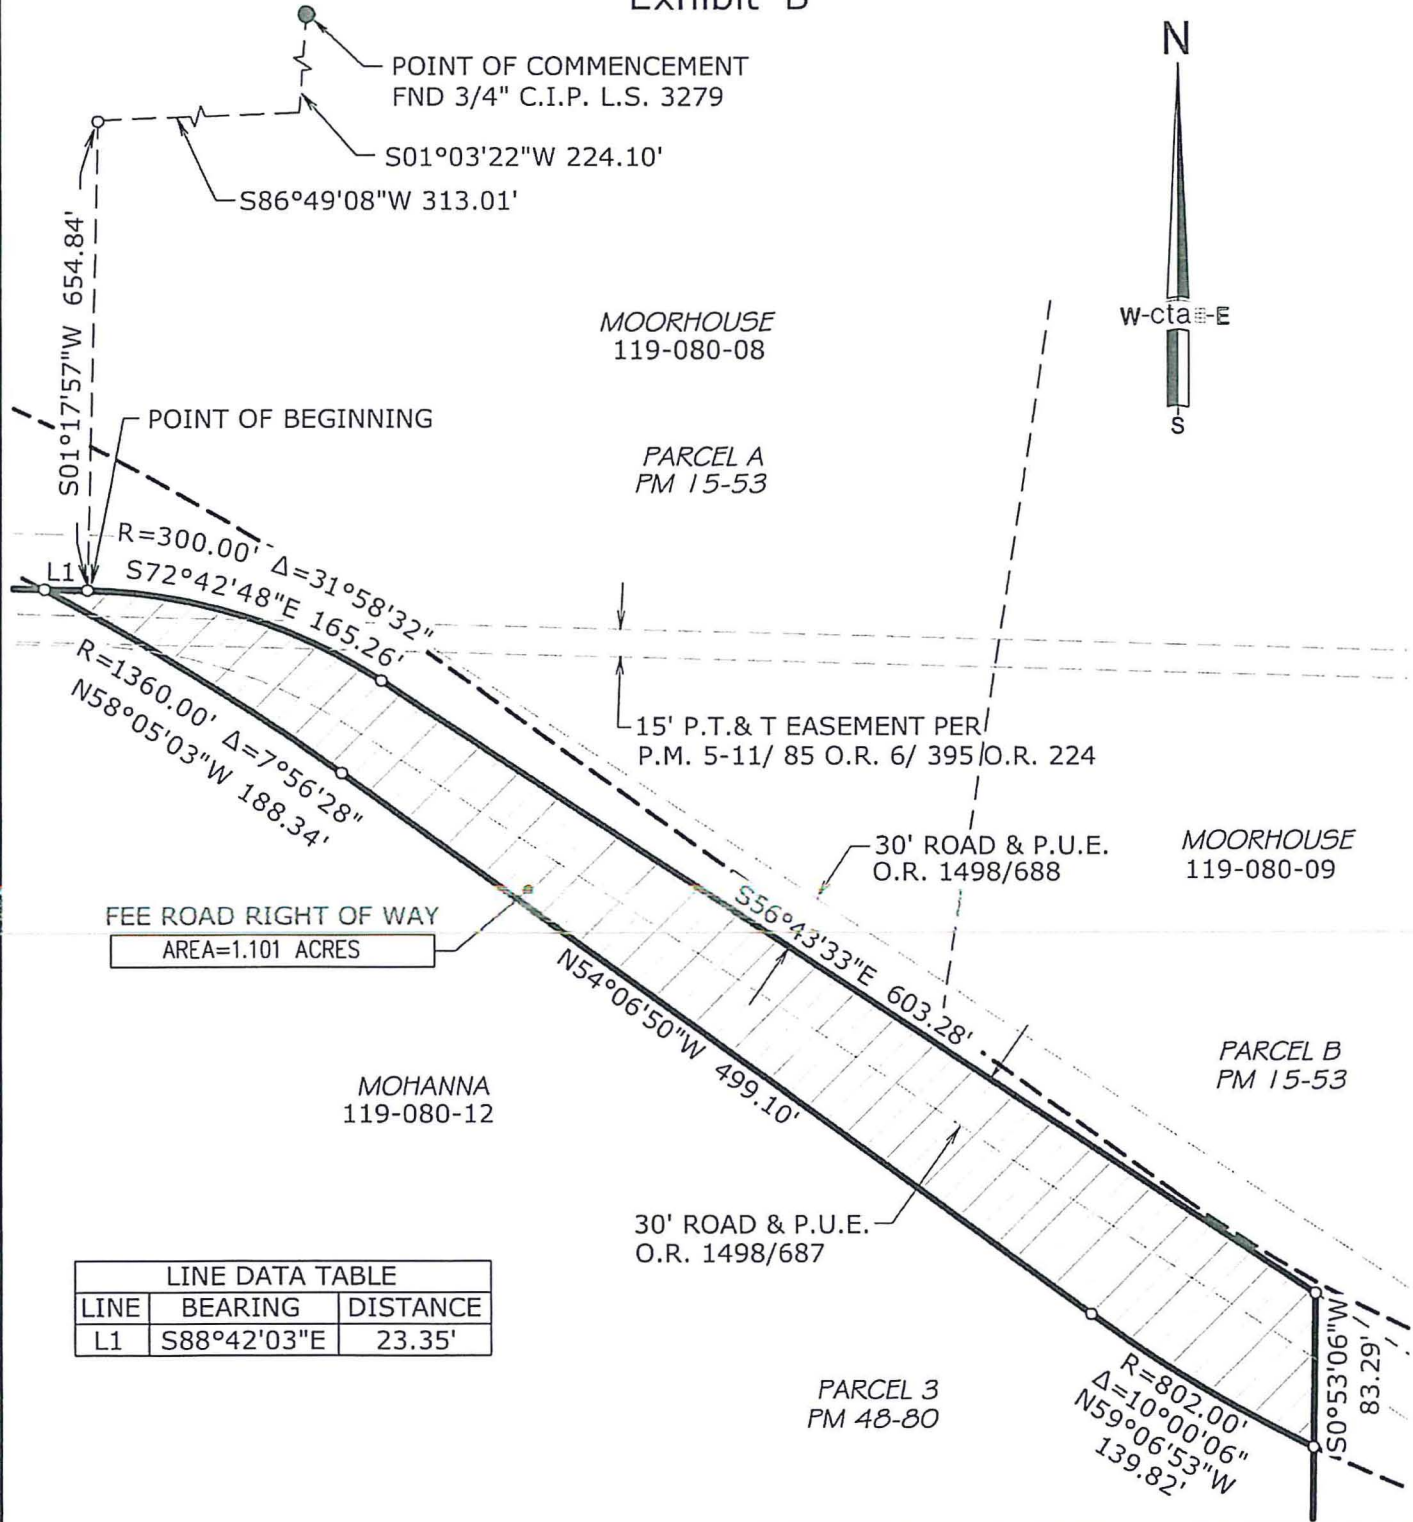 Exhibit "B"
N
POINT OF COMMENCEMENT
FND 3/4" C.I.P. L.S. 3279
S01°03'22"W 224.10'
S86°49'08"W 313.01'
S01°17'57"W 654.84'
W-cta-E
S
MOORHOUSE
119-080-08
POINT OF BEGINNING
PARCEL A
PM 15-53
L1
R=300.00' Δ=31°58'32"
S72°42'48"E 165.26'
R=1360.00' Δ=7°56'28"
N58°05'03"W 188.34'
15' P.T.& T EASEMENT PER
P.M. 5-11/ 85 O.R. 6/ 395 O.R. 224
30' ROAD & P.U.E.
O.R. 1498/688
MOORHOUSE
119-080-09
FEE ROAD RIGHT OF WAY
AREA=1.101 ACRES
S56°43'33"E 603.28'
N54°06'50"W 499.10'
PARCEL B
PM 15-53
MOHANNA
119-080-12
30' ROAD & P.U.E.
O.R. 1498/687
LINE DATA TABLE
LINE BEARING DISTANCE
L1 S88°42'03"E 23.35'
S0°53'06"W
83.29'
R=802.00'
Δ=10°00'06"
N59°06'53"W
139.82'
PARCEL 3
PM 48-80